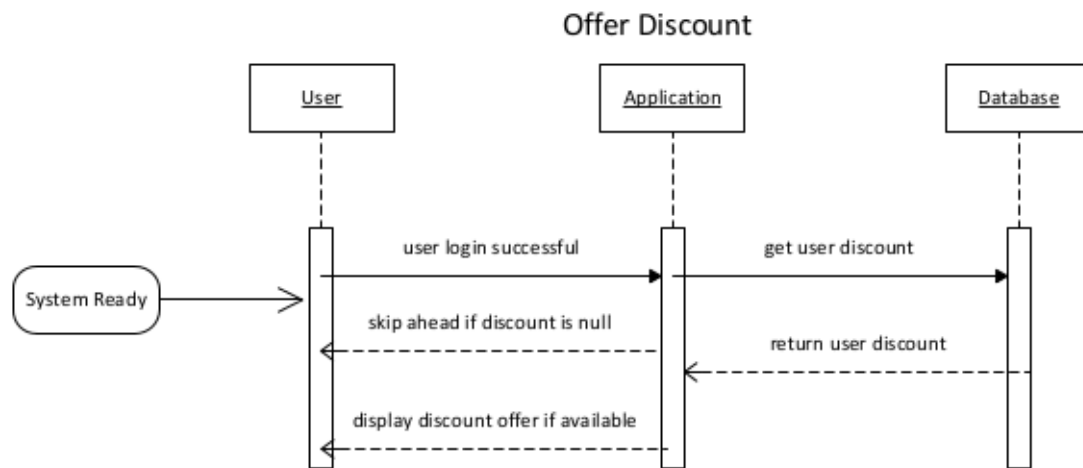 Offer Discount
User
Application
Database
user login successful
get user discount
System Ready
skip ahead if discount is null
return user discount
display discount offer if available